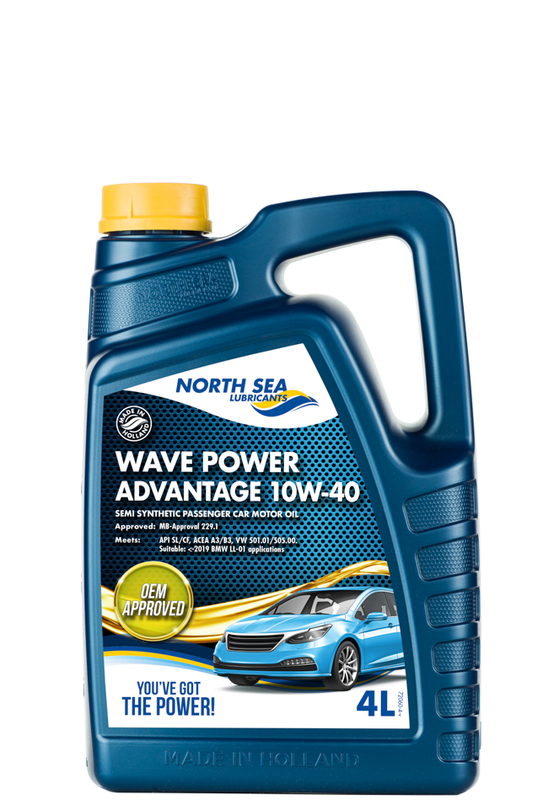 NORTH SEA
LUBRICANTS
MADE IN
HOLLAND
WAVE POWER
ADVANTAGE 10W-40
SEMI SYNTHETIC PASSENGER CAR MOTOR OIL
Approved: MB-Approval 229.1
Meets: API SL/CF, ACEA A3/B3, VW 501.01/505.00.
Suitable: <-2019 BMW LL-01 applications
OEM
APPROVED
YOU'VE GOT
THE POWER!
4L
MADE IN HOLLAND